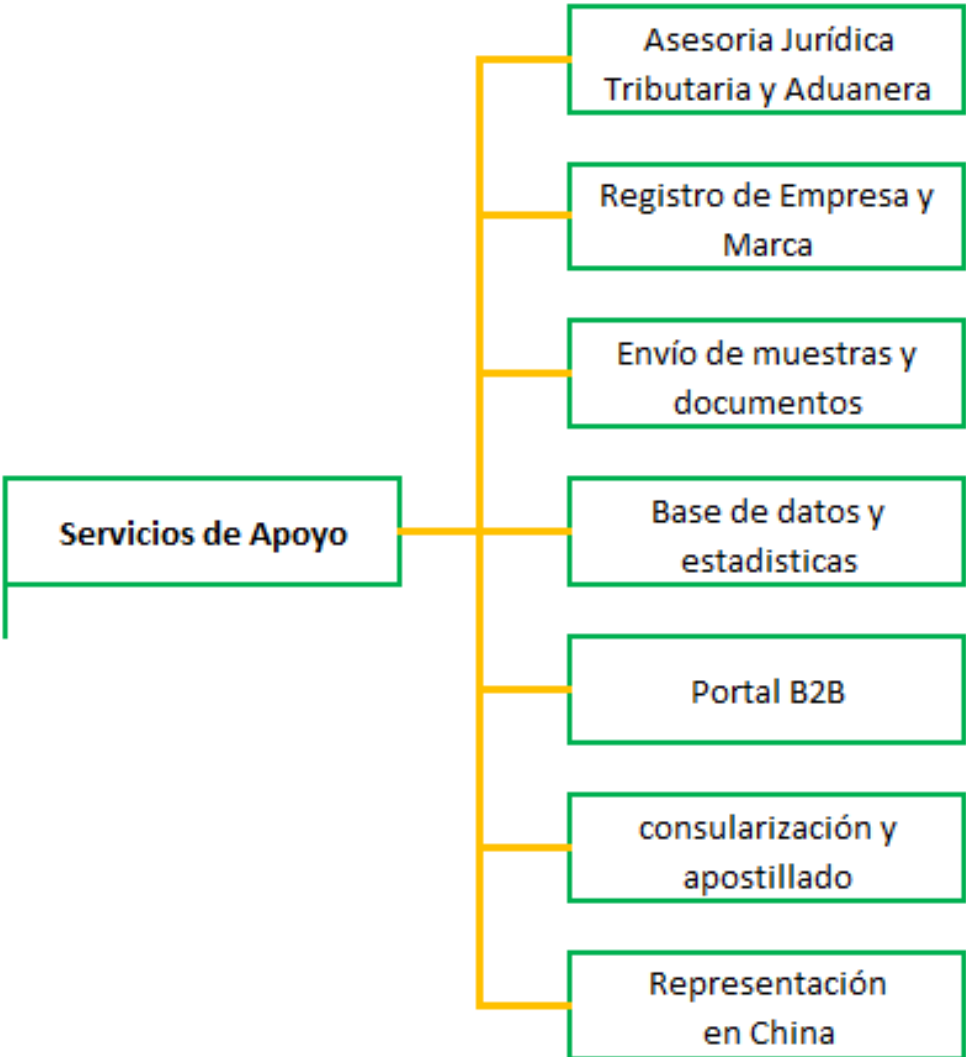 Asesoria Jurídica
Tributaria y Aduanera
Registro de Empresa y
Marca
Envío de muestras y
documentos
Servicios de Apoyo
Base de datos y
estadisticas
Portal B2B
consularización y
apostillado
Representación
en China